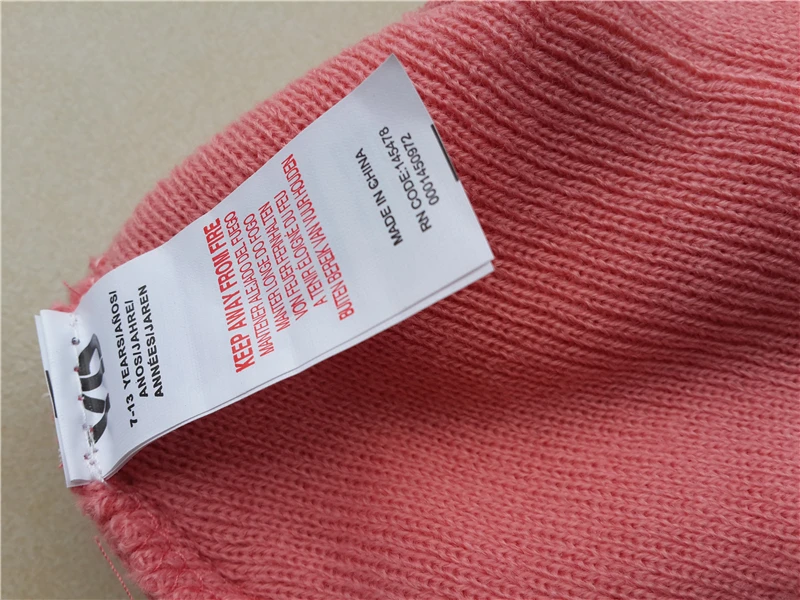 7-13 YEARS/AÑOS/
ANOS/JAHRE/
ANNÉES/JAREN
KEEP AWAY FROM FIRE
MANTENER ALEJADO DEL FUEGO
MANTER LONGE DO FOGO
VON FEUER FERNHALTEN
À TENIR ÉLOIGNÉ DU FEU
BUITEN BEREIK VAN VUUR HOUDEN
MADE IN CHINA
RN CODE:145478
0001450972